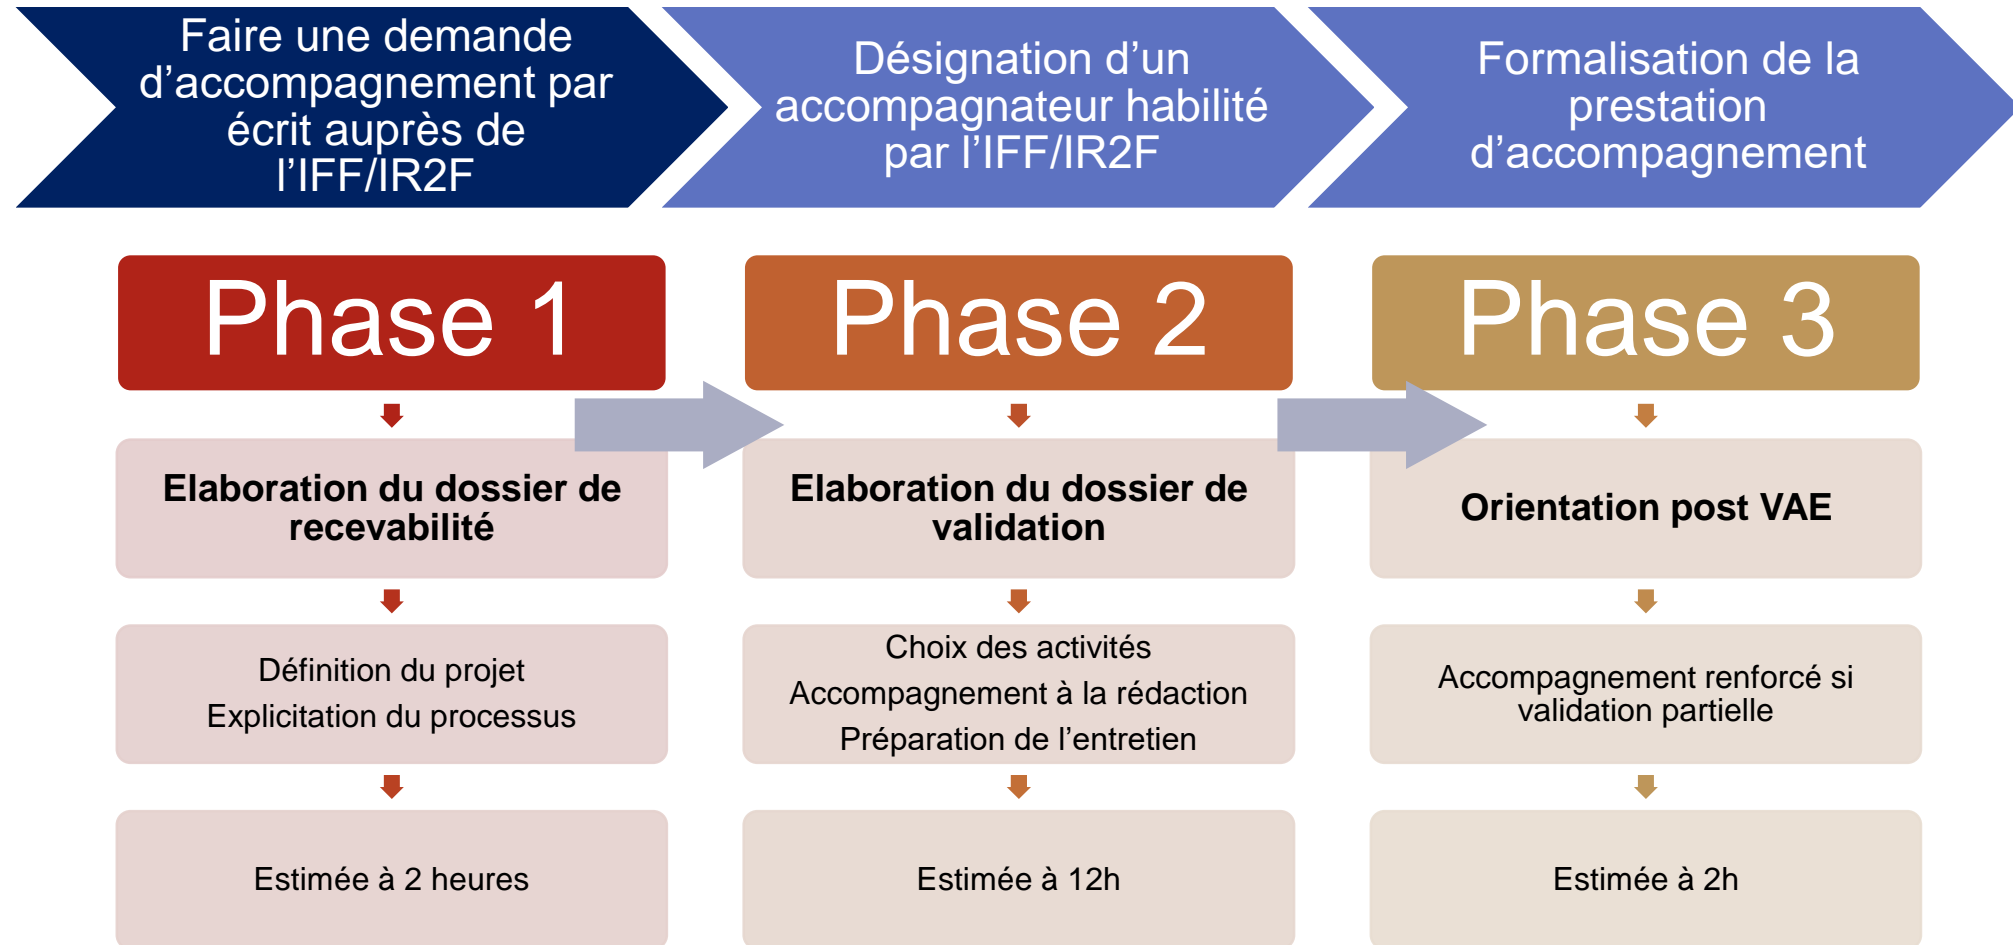 Faire une demande
d’accompagnement par
écrit auprès de
l’IFF/IR2F
Désignation d’un
accompagnateur habilité
par l’IFF/IR2F
Formalisation de la
prestation
d’accompagnement
Phase 1
Elaboration du dossier de
recevabilité
Définition du projet
Explicitation du processus
Estimée à 2 heures
Phase 2
Elaboration du dossier de
validation
Choix des activités
Accompagnement à la rédaction
Préparation de l’entretien
Estimée à 12h
Phase 3
Orientation post VAE
Accompagnement renforcé si
validation partielle
Estimée à 2h